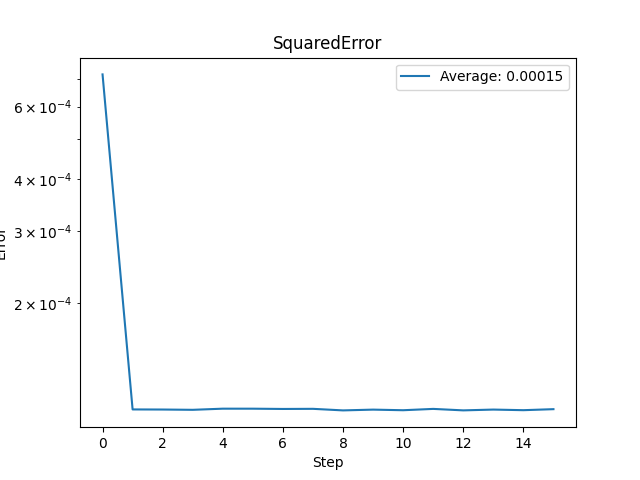 SquaredError
Average: 0.00015
6 × 10⁻⁴
4 × 10⁻⁴
3 × 10⁻⁴
2 × 10⁻⁴
Error
0 2 4 6 8 10 12 14
Step